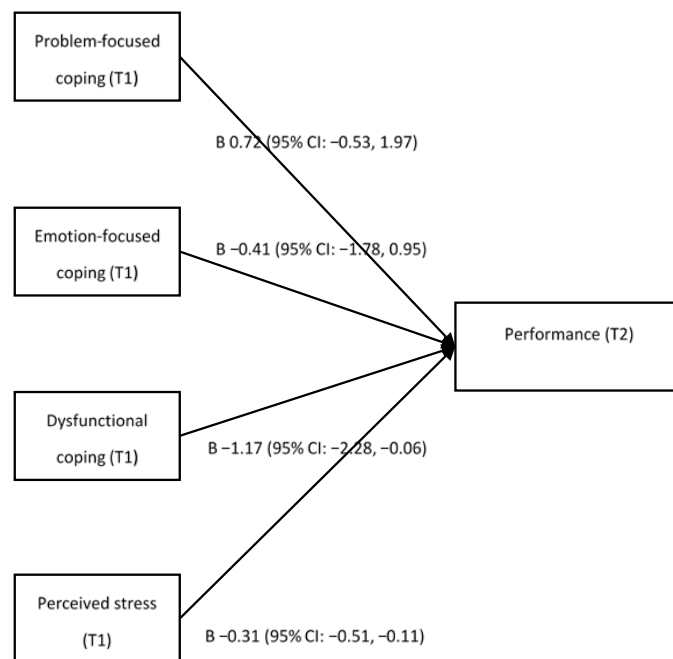 Problem-focused
coping (T1)
B 0.72 (95% CI: −0.53, 1.97)
Emotion-focused
coping (T1)
B −0.41 (95% CI: −1.78, 0.95)
Performance (T2)
Dysfunctional
coping (T1)
B −1.17 (95% CI: −2.28, −0.06)
Perceived stress
(T1)
B −0.31 (95% CI: −0.51, −0.11)